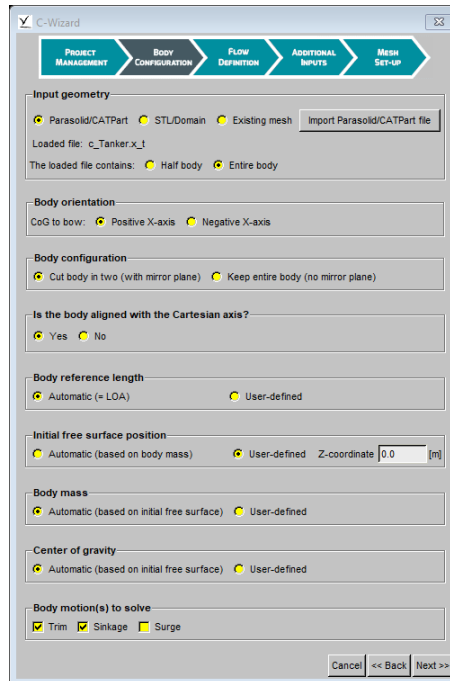 C-Wizard
PROJECT MANAGEMENT
BODY CONFIGURATION
FLOW DEFINITION
ADDITIONAL INPUTS
MESH SET-UP
Input geometry
Parasolid/CATPart STL/Domain Existing mesh Import Parasolid/CATPart file
Loaded file: c_Tanker.x_t
The loaded file contains: Half body Entire body
Body orientation
CoG to bow: Positive X-axis Negative X-axis
Body configuration
Cut body in two (with mirror plane) Keep entire body (no mirror plane)
Is the body aligned with the Cartesian axis?
Yes No
Body reference length
Automatic (= LOA) User-defined
Initial free surface position
Automatic (based on body mass) User-defined Z-coordinate 0.0 [m]
Body mass
Automatic (based on initial free surface) User-defined
Center of gravity
Automatic (based on initial free surface) User-defined
Body motion(s) to solve
Trim Sinkage Surge
Cancel << Back Next >>